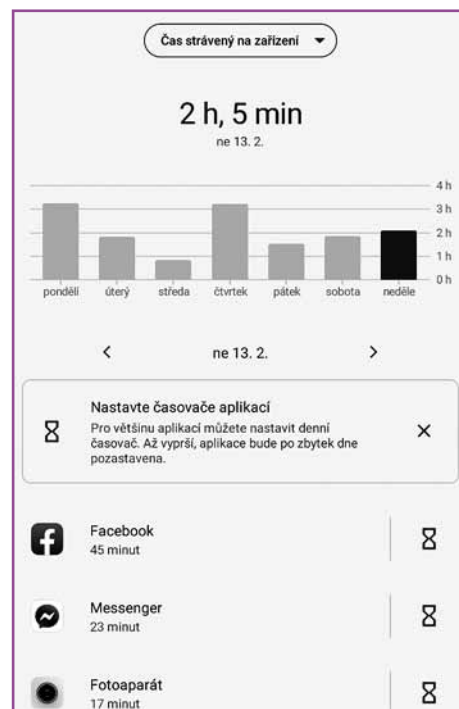 Čas strávený na zařízení
2 h, 5 min
ne 13. 2.
4 h
3 h
2 h
1 h
0 h
pondělí úterý středa čtvrtek pátek sobota neděle
ne 13. 2.
Nastavte časovače aplikací
Pro většinu aplikací můžete nastavit denní
časovač. Až vyprší, aplikace bude po zbytek dne
pozastavena.
Facebook
45 minut
Messenger
23 minut
Fotoaparát
17 minut